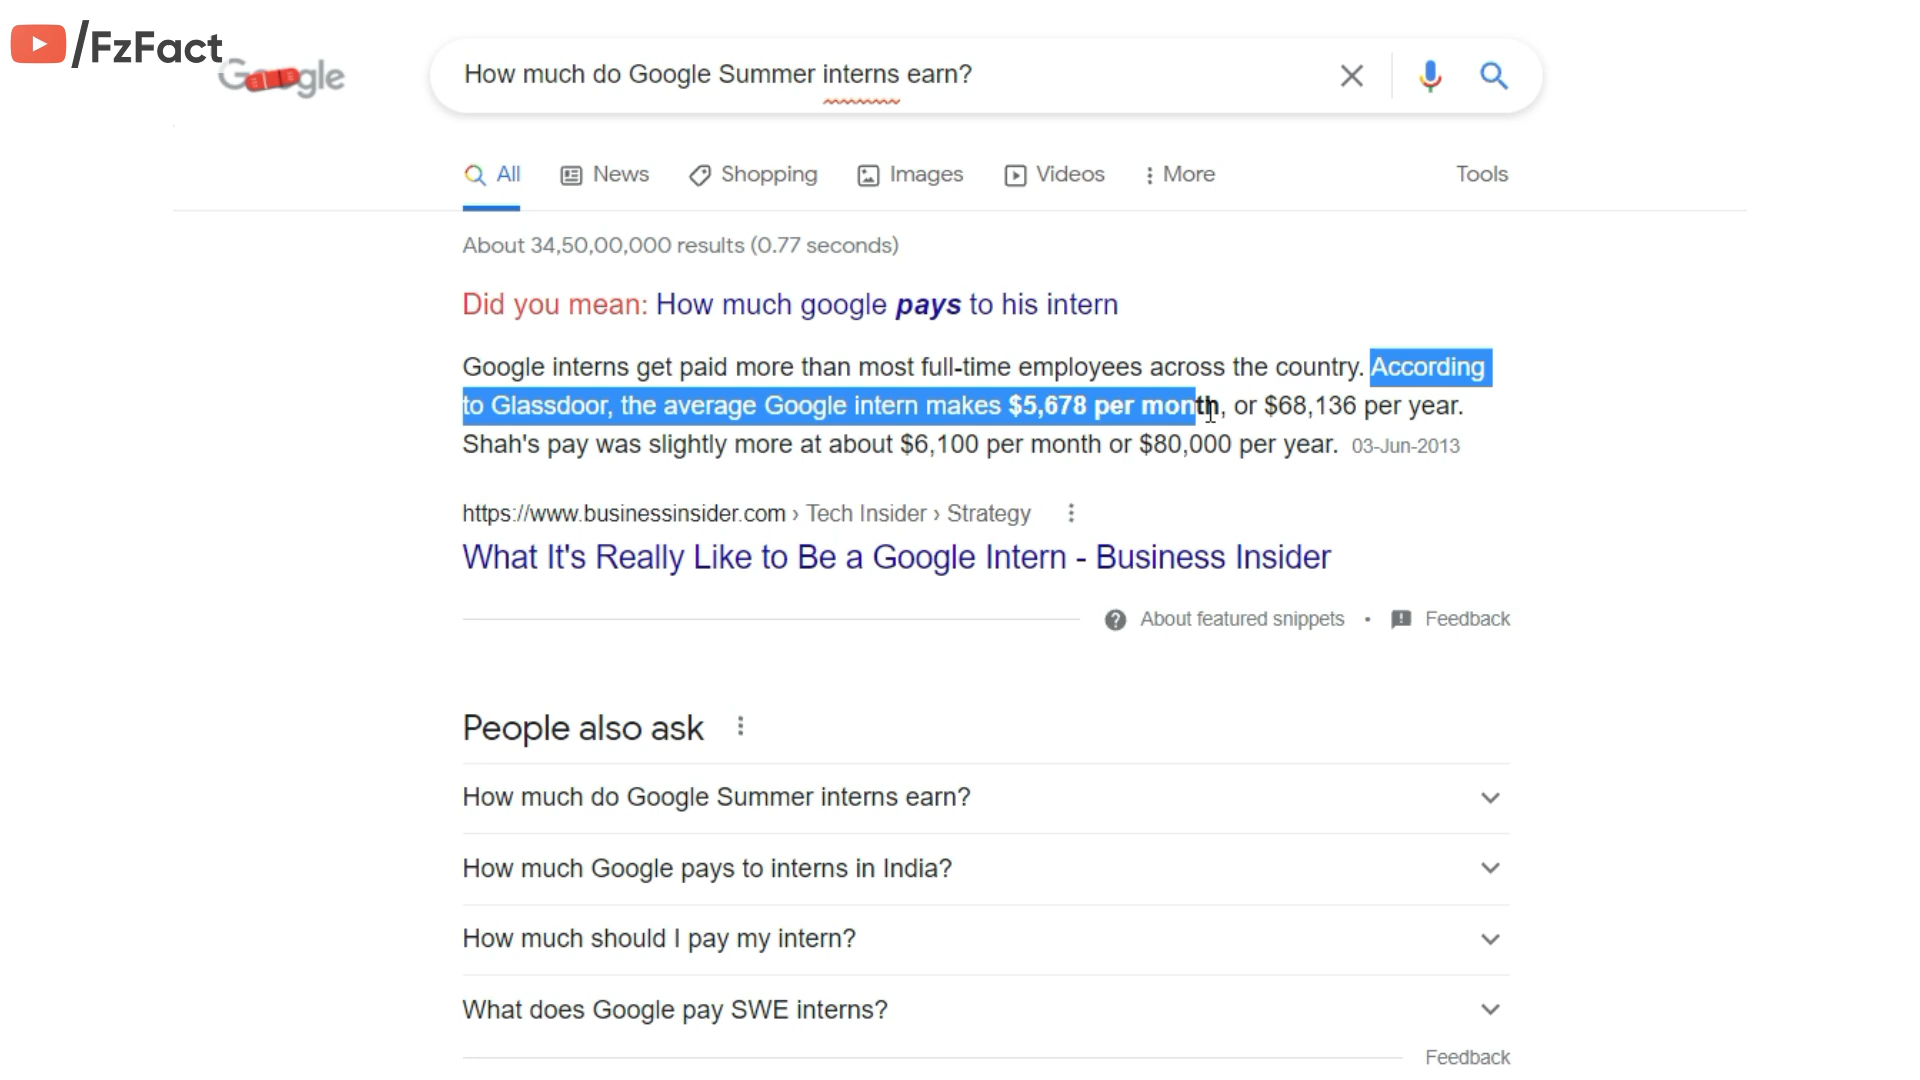 /FzFact
Google
How much do Google Summer interns earn?
All News Shopping Images Videos More Tools
About 34,50,00,000 results (0.77 seconds)
Did you mean: How much google pays to his intern
Google interns get paid more than most full-time employees across the country. According
to Glassdoor, the average Google intern makes $5,678 per month, or $68,136 per year.
Shah's pay was slightly more at about $6,100 per month or $80,000 per year. 03-Jun-2013
https://www.businessinsider.com › Tech Insider › Strategy
What It's Really Like to Be a Google Intern - Business Insider
About featured snippets • Feedback
People also ask
How much do Google Summer interns earn?
How much Google pays to interns in India?
How much should I pay my intern?
What does Google pay SWE interns?
Feedback